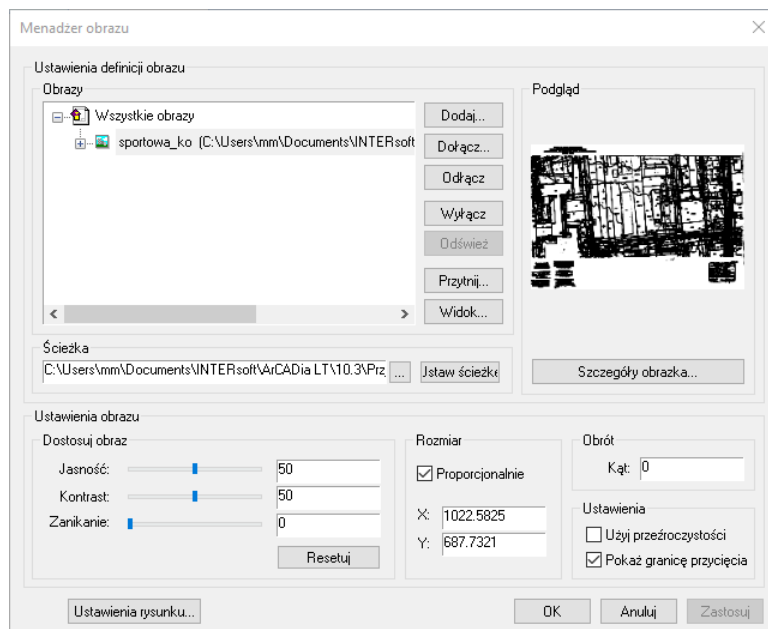 Menadżer obrazu
Ustawienia definicji obrazu
Obrazy
Wszystkie obrazy
sportowa_ko (C:\Users\mm\Documents\INTERsoft
Dodaj...
Dołącz...
Odłącz
Wyłącz
Odśwież
Przytnij...
Widok...
Podgląd
Szczegóły obrazka...
Ścieżka
C:\Users\mm\Documents\INTERsoft\ArCADia LT\10.3\Prz
...
Jstaw ścieżkę
Ustawienia obrazu
Dostosuj obraz
Jasność: 50
Kontrast: 50
Zanikanie: 0
Resetuj
Rozmiar
Proporcjonalnie
X: 1022.5825
Y: 687.7321
Obrót
Kąt: 0
Ustawienia
Użyj przeźroczystości
Pokaż granicę przycięcia
Ustawienia rysunku...
OK
Anuluj
Zastosuj